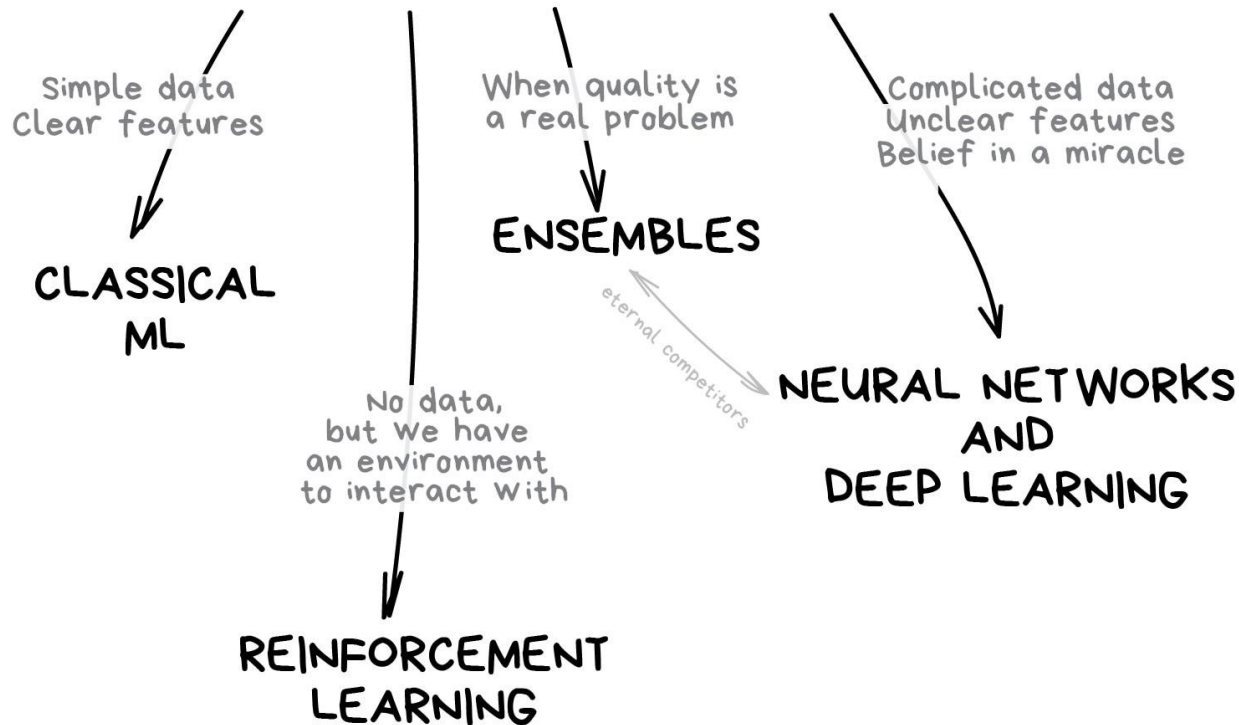 Simple data
Clear features
CLASSICAL
ML
No data,
but we have
an environment
to interact with
REINFORCEMENT
LEARNING
When quality is
a real problem
ENSEMBLES
eternal competitors
Complicated data
Unclear features
Belief in a miracle
NEURAL NETWORKS
AND
DEEP LEARNING